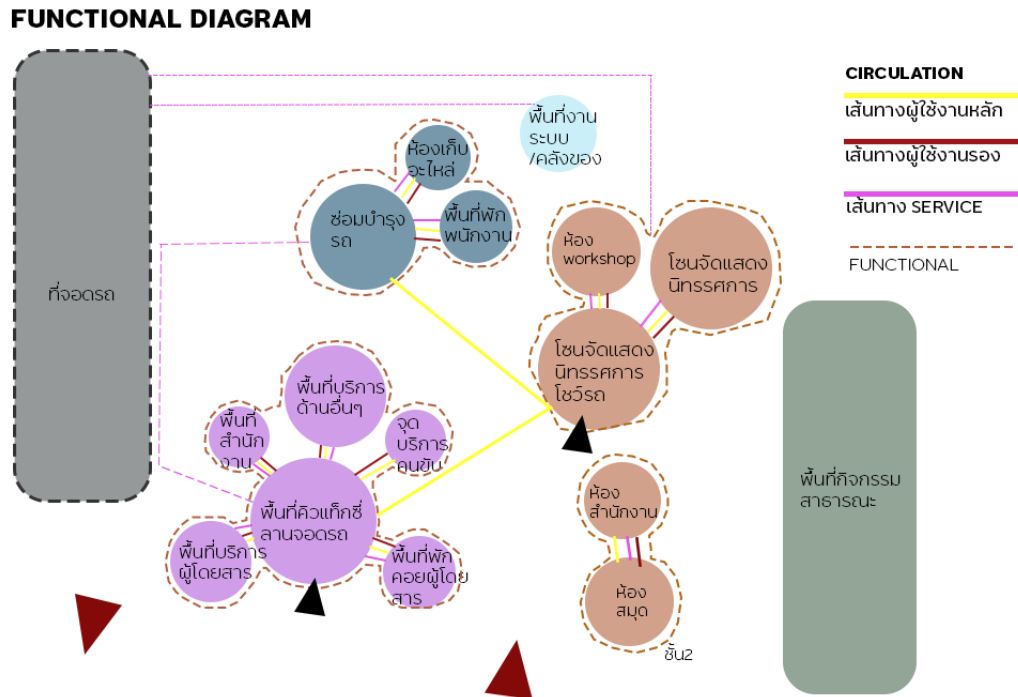 FUNCTIONAL DIAGRAM
CIRCULATION
เส้นทางผู้ใช้งานหลัก
เส้นทางผู้ใช้งานรอง
เส้นทาง SERVICE
FUNCTIONAL
ที่จอดรถ
พื้นที่งาน
ระบบ
/คลังของ
ห้องเก็บ
อะไหล่
ซ่อมบำรุง
รถ
พื้นที่พัก
พนักงาน
ห้อง
workshop
โซนจัดแสดง
นิทรรศการ
โซนจัดแสดง
นิทรรศการ
โชว์รถ
พื้นที่บริการ
ด้านอื่นๆ
พื้นที่
สำนัก
งาน
จุด
บริการ
คนขับ
พื้นที่คิวแท็กซี่
ลานจอดรถ
พื้นที่บริการ
ผู้โดยสาร
พื้นที่พัก
คอยผู้โดย
สาร
ห้อง
สำนักงาน
ห้อง
สมุด
ชั้น2
พื้นที่กิจกรรม
สาธารณะ